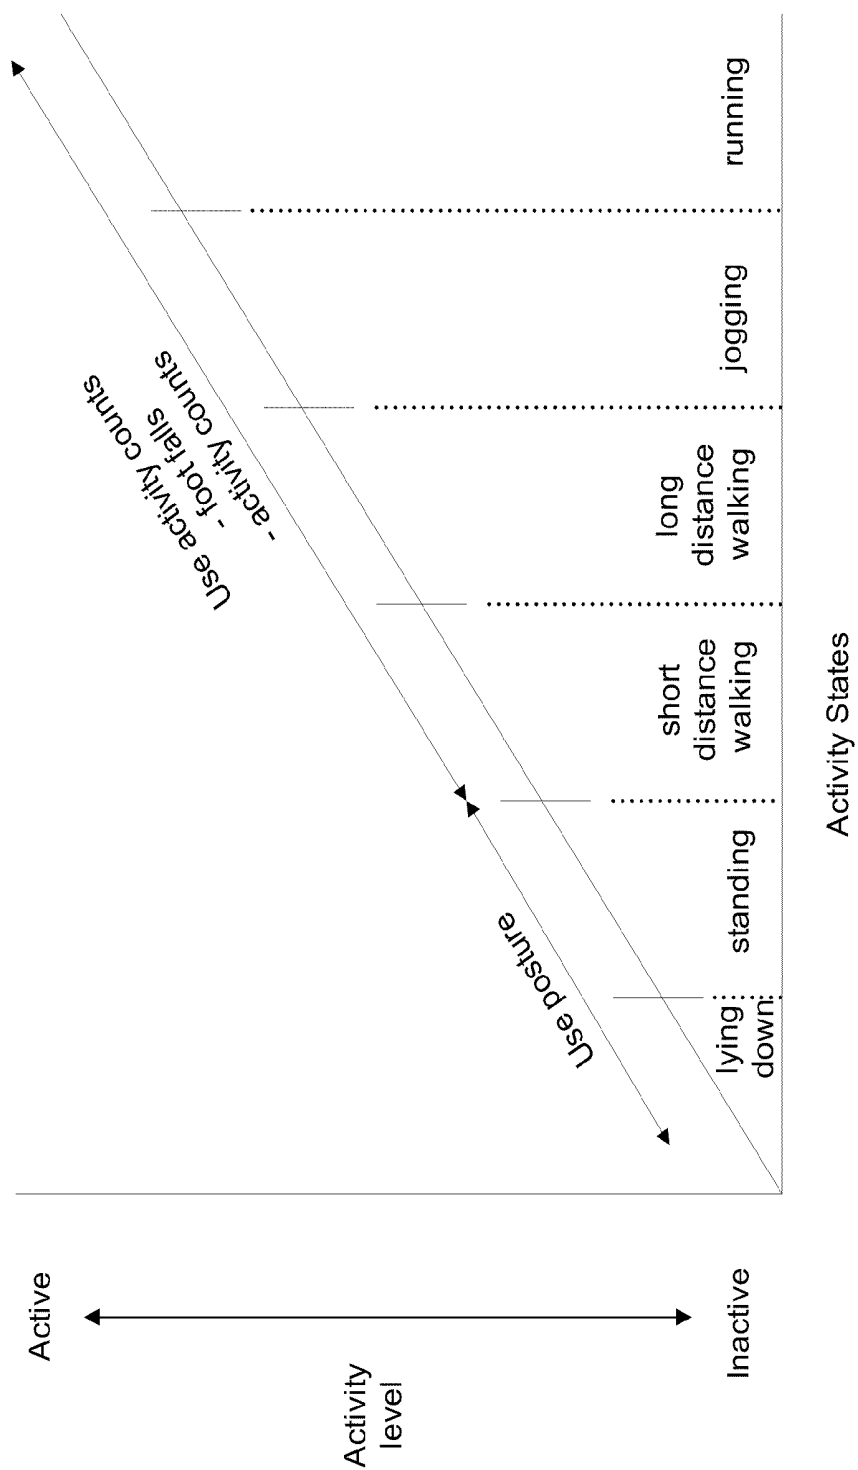 Active
Activity
level
Inactive
Use posture
Use activity counts
- foot falls
- activity counts
lying
down
standing
short
distance
walking
long
distance
walking
jogging
running
Activity States